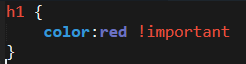 h1 {
    color:red !important
}